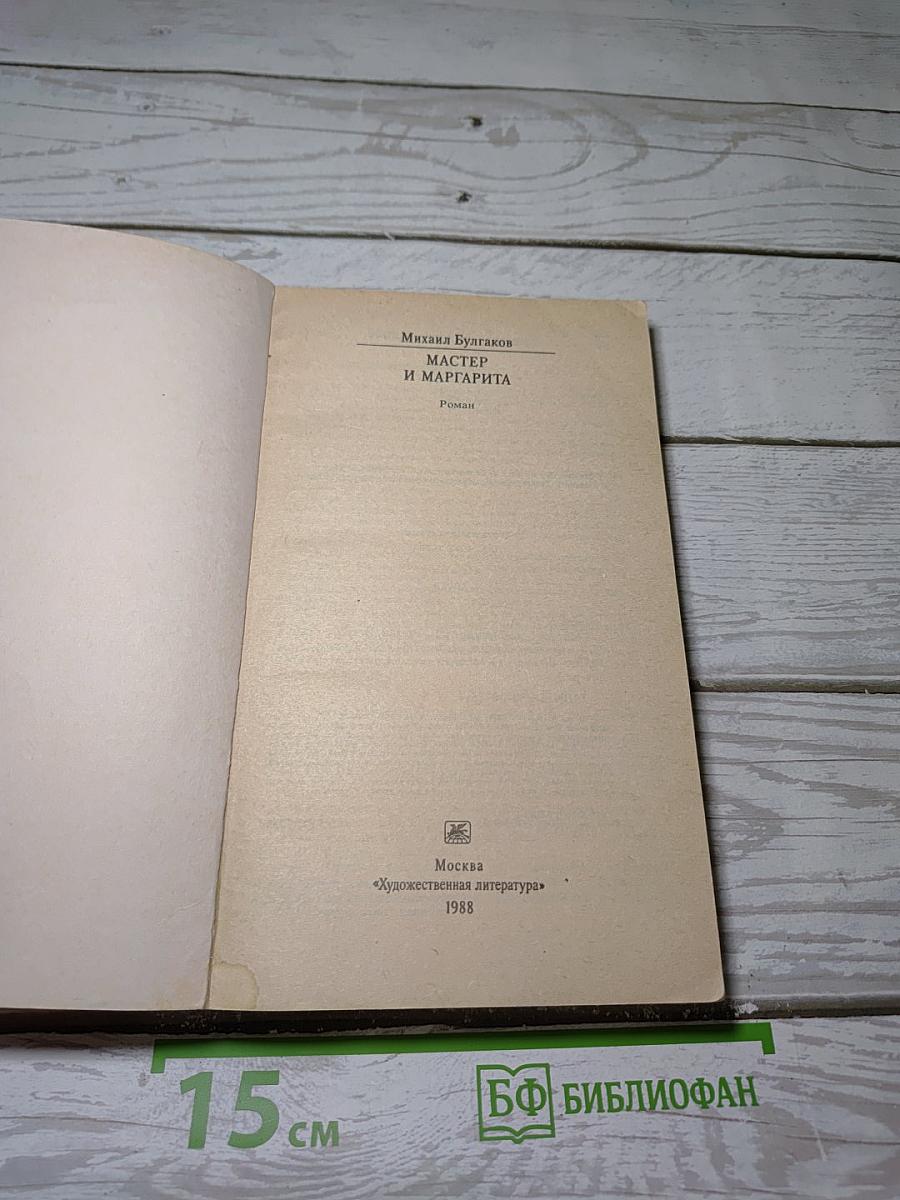 Михаил Булгаков
МАСТЕР
И МАРГАРИТА
Роман
Москва
«Художественная литература»
1988
15 см
БФ БИБЛИОФАН